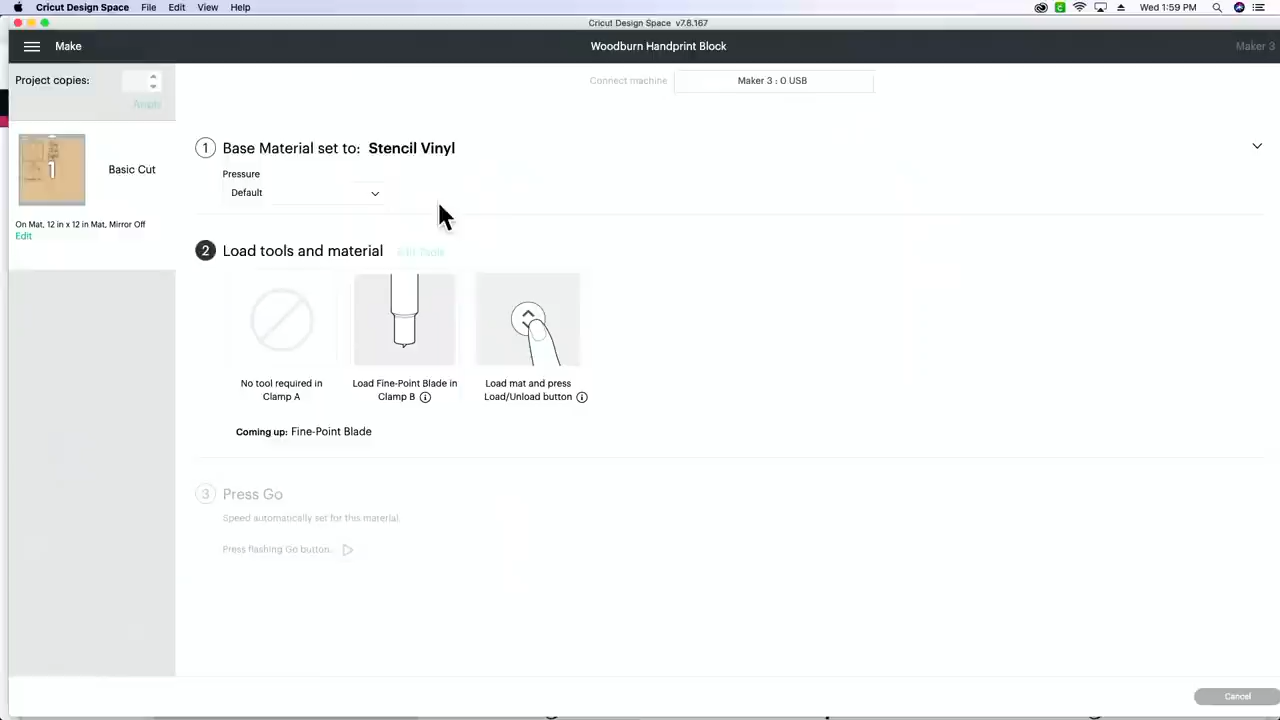 Cricut Design Space File Edit View Help Wed 1:59 PM
Cricut Design Space v7.8.167
Make Woodburn Handprint Block Maker 3
Project copies: Connect machine Maker 3 : 0 USB
Apply
1 Base Material set to: Stencil Vinyl
Basic Cut
1
Pressure
Default
On Mat, 12 in x 12 in Mat, Mirror Off
Edit
2 Load tools and material Edit Tools
No tool required in
Clamp A
Load Fine-Point Blade in
Clamp B
Load mat and press
Load/Unload button
Coming up: Fine-Point Blade
3 Press Go
Speed automatically set for this material.
Press flashing Go button.
Cancel